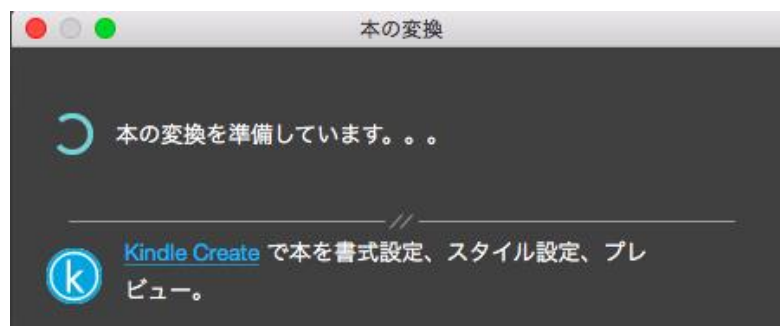 本の変換
本の変換を準備しています。。。
Kindle Create で本を書式設定、スタイル設定、プレ
ビュー。
k